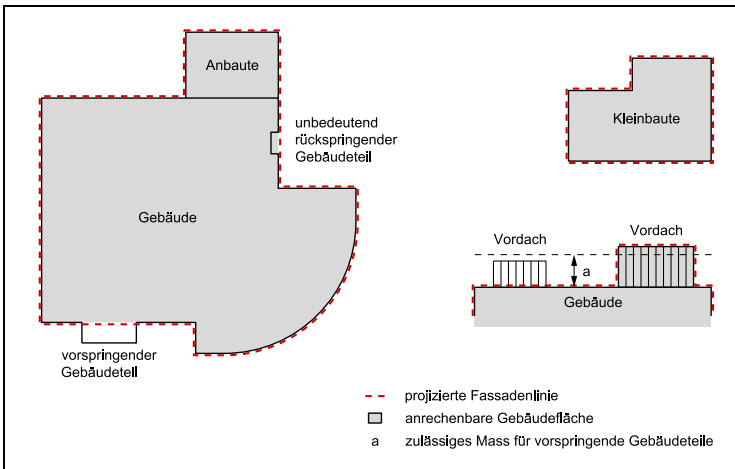 Anbaute
unbedeutend
rückspringender
Gebäudeteil
Gebäude
vorspringender
Gebäudeteil
Kleinbaute
Vordach
Vordach
a
Gebäude
projizierte Fassadenlinie
anrechenbare Gebäudefläche
a zulässiges Mass für vorspringende Gebäudeteile